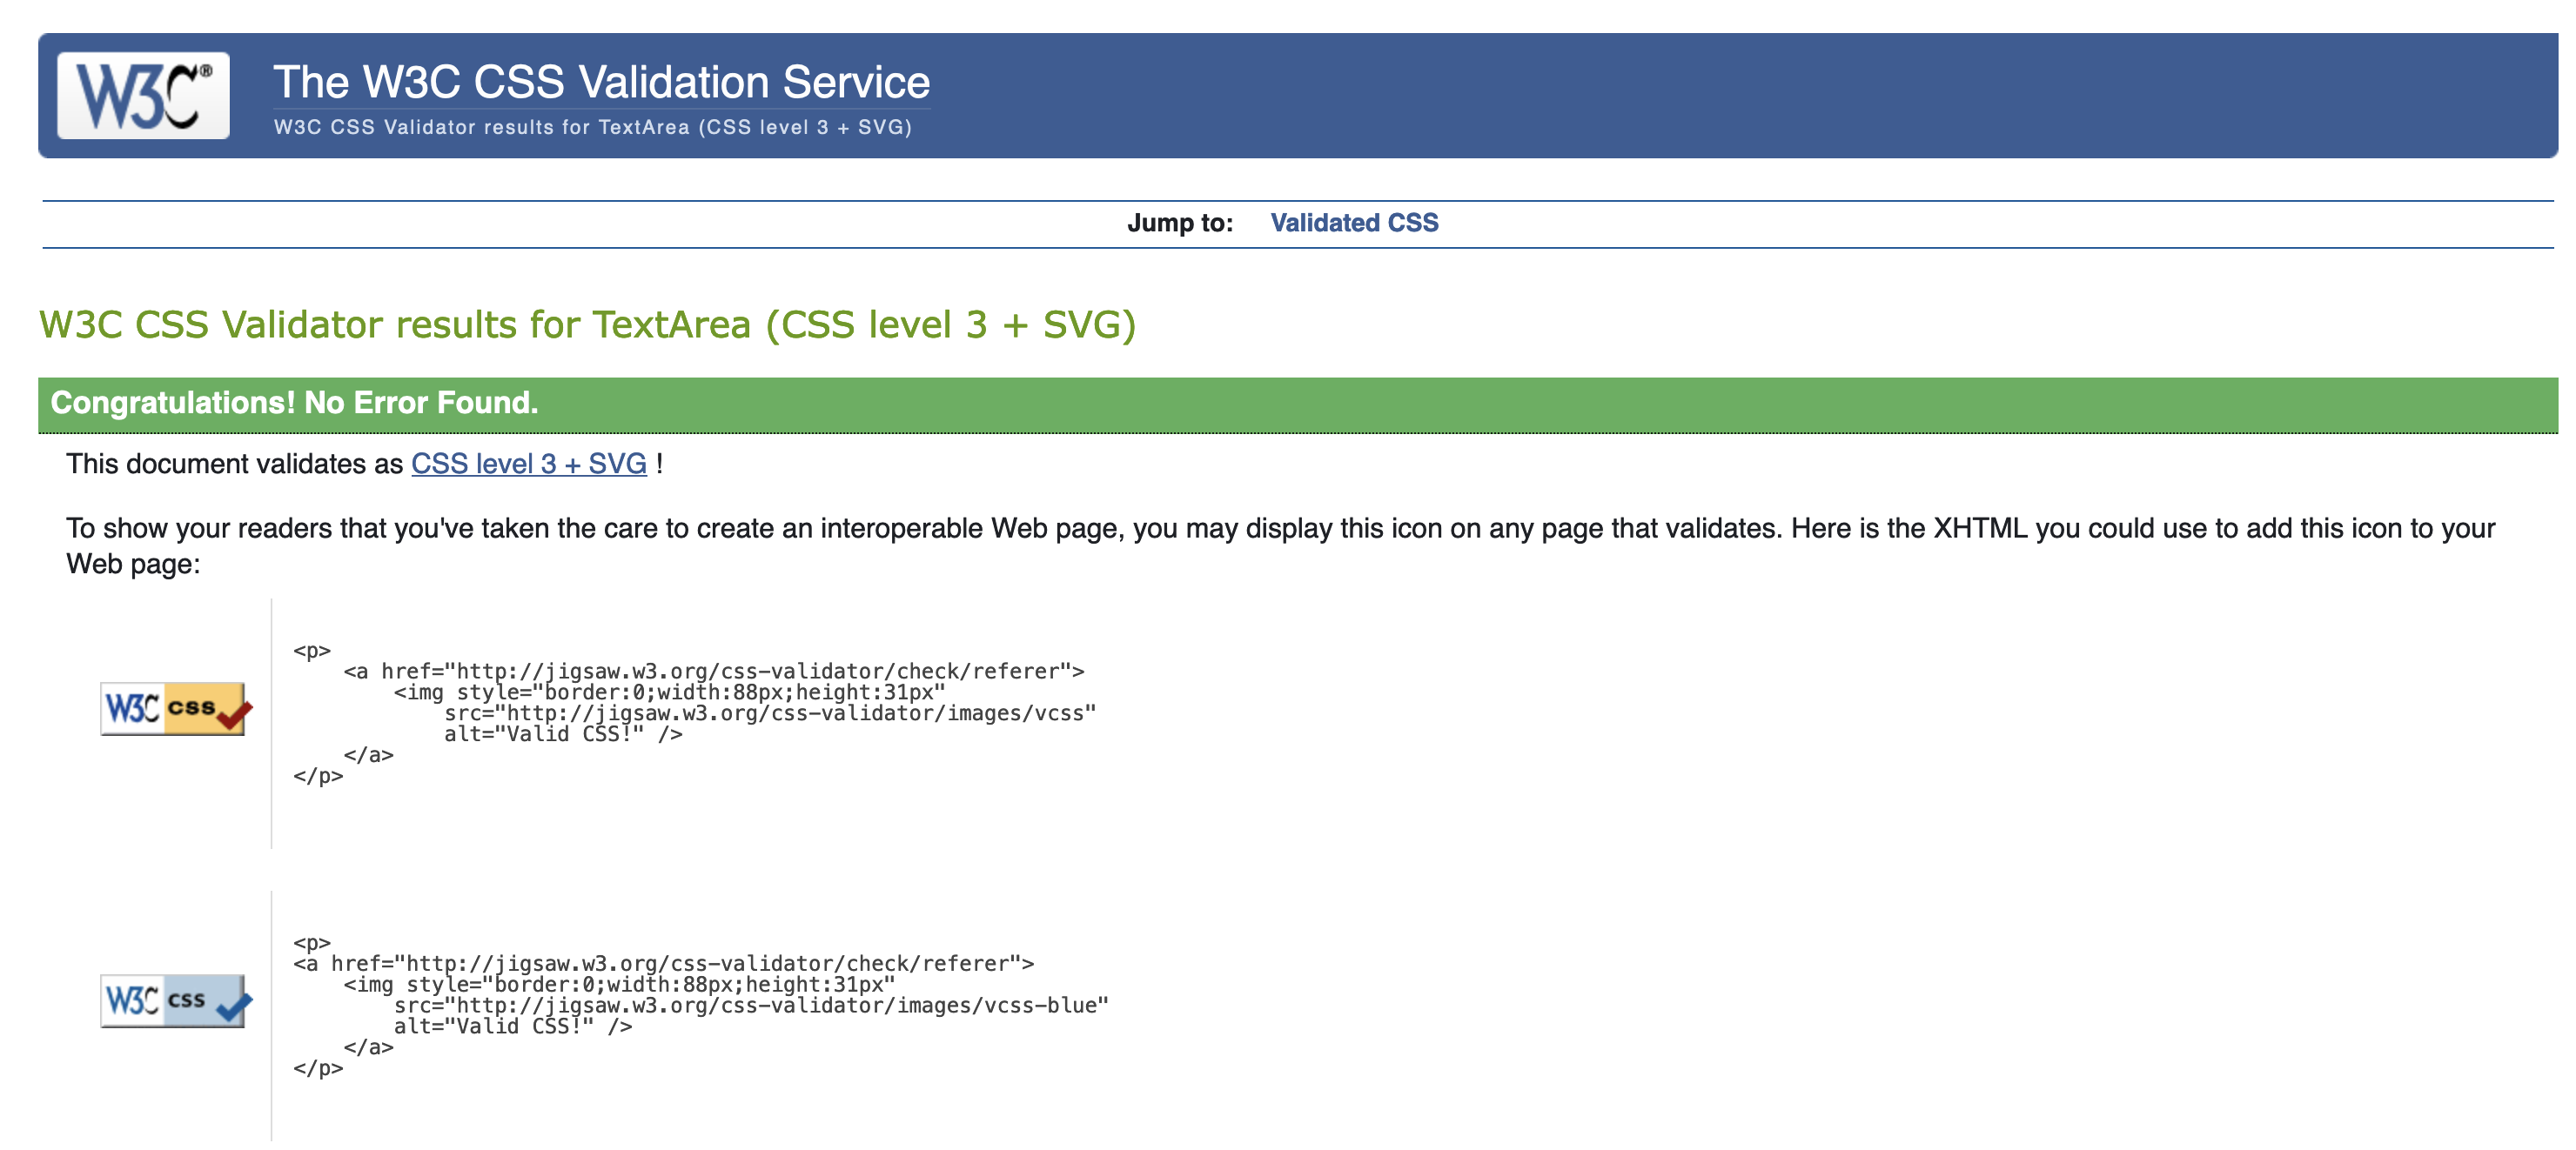 W3C®
The W3C CSS Validation Service
W3C CSS Validator results for TextArea (CSS level 3 + SVG)
Jump to: Validated CSS
W3C CSS Validator results for TextArea (CSS level 3 + SVG)
Congratulations! No Error Found.
This document validates as CSS level 3 + SVG !
To show your readers that you've taken the care to create an interoperable Web page, you may display this icon on any page that validates. Here is the XHTML you could use to add this icon to your
Web page:
W3C css
<p>
    <a href="http://jigsaw.w3.org/css-validator/check/referer">
        <img style="border:0;width:88px;height:31px"
            src="http://jigsaw.w3.org/css-validator/images/vcss"
            alt="Valid CSS!" />
    </a>
</p>
W3C css
<p>
<a href="http://jigsaw.w3.org/css-validator/check/referer">
    <img style="border:0;width:88px;height:31px"
        src="http://jigsaw.w3.org/css-validator/images/vcss-blue"
        alt="Valid CSS!" />
    </a>
</p>